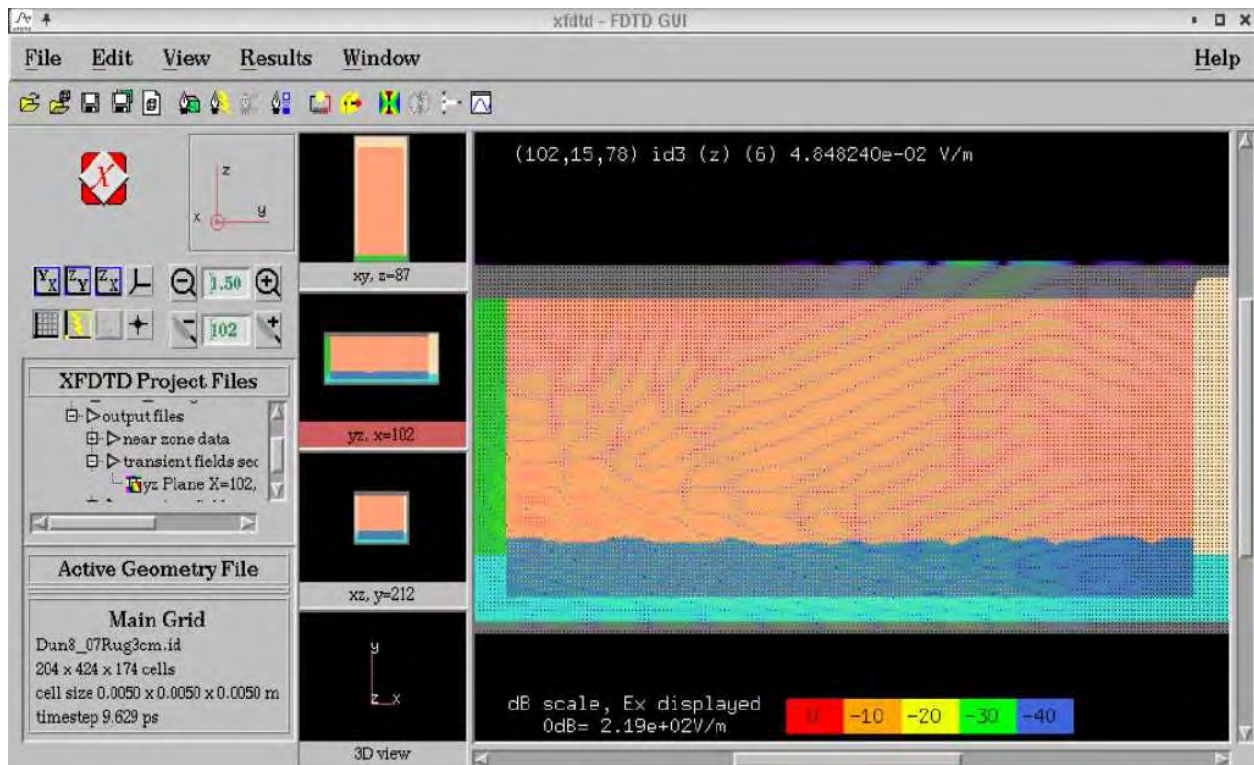 xfdtd - FDTD GUI
File Edit View Results Window Help
z
x y
xy, z=87
1.50
102
yz, x=102
xz, y=212
y
z x
3D view
XFDTD Project Files
output files
near zone data
transient fields sec
yz Plane X=102,
Active Geometry File
Main Grid
Dun8_07Rug3cm.id
204 x 424 x 174 cells
cell size 0.0050 x 0.0050 x 0.0050 m
timestep 9.629 ps
(102,15,78) id3 (z) (6) 4.848240e-02 V/m
dB scale, Ex displayed
0dB= 2.19e+02V/m
0 -10 -20 -30 -40